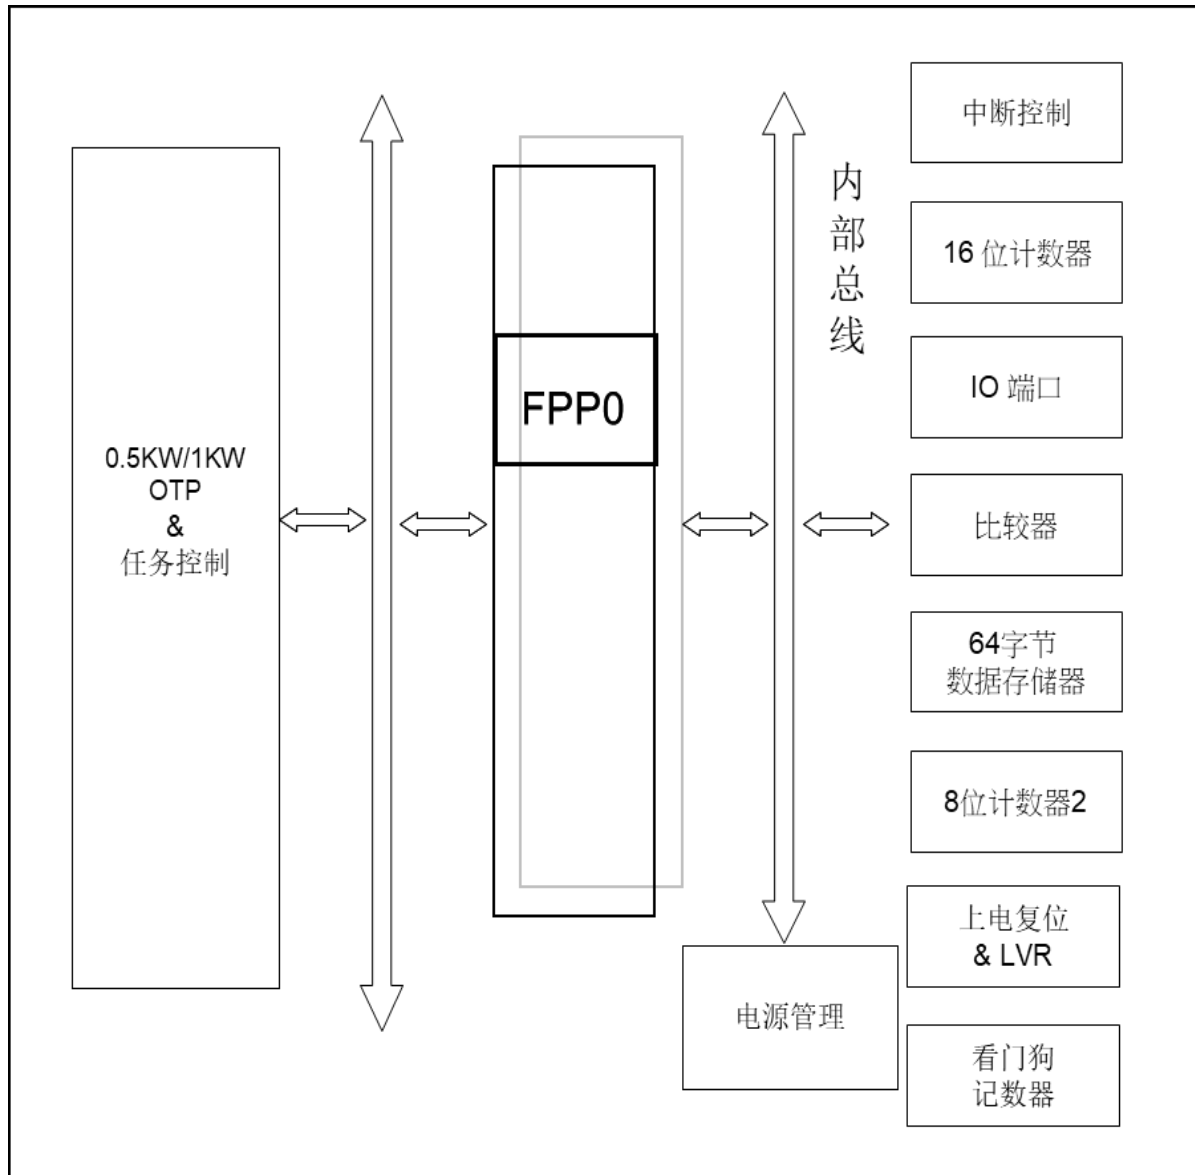 0.5KW/1KW
OTP
&
任务控制
FPP0
内部总线
中断控制
16 位计数器
IO 端口
比较器
64字节
数据存储器
8位计数器2
上电复位
& LVR
电源管理
看门狗
记数器